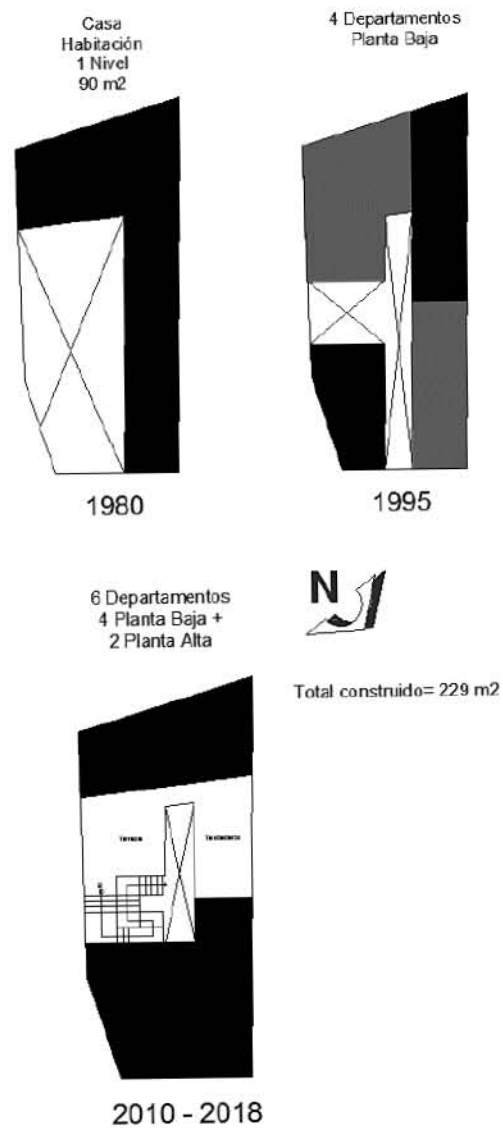 Casa
Habitación
1 Nivel
90 m2
4 Departamentos
Planta Baja
1980
1995
6 Departamentos
4 Planta Baja +
2 Planta Alta
N
Total construido= 229 m2
Terraza
2010 - 2018